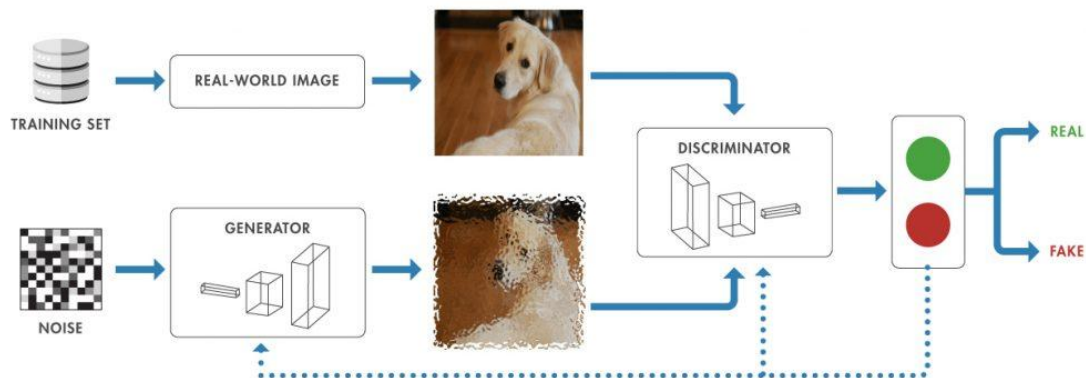 TRAINING SET
REAL-WORLD IMAGE
DISCRIMINATOR
REAL
FAKE
GENERATOR
NOISE